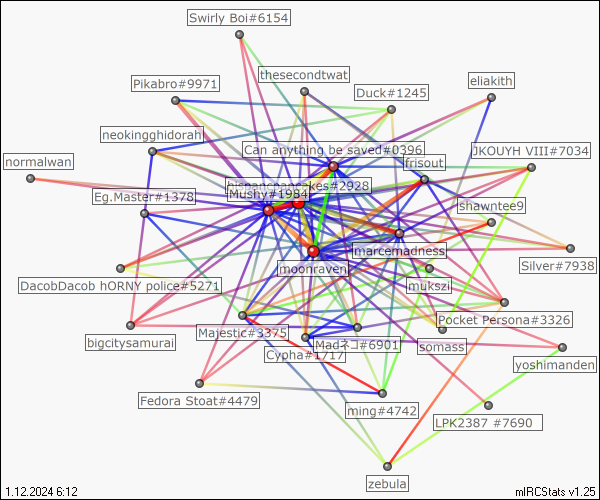 Swirly Boi#6154
thesecondtwat
Pikabro#9971
Duck#1245
eliakith
neokingghidorah
Can anything be saved#0396
JKOUYH VIII#7034
normalwan
frisout
hispanchancakes#2928
Eg.Master#1378
Mushy#1984
shawntee9
marcemadness
moonraven
Silver#7938
DacobDacob hORNY police#5271
mukszi
Pocket Persona#3326
Majestic#3375
bigcitysamurai
Madネコ#6901
somass
Cypha#1717
yoshimanden
Fedora Stoat#4479
ming#4742
LPK2387 #7690
zebula
1.12.2024 6:12
mIRCStats v1.25